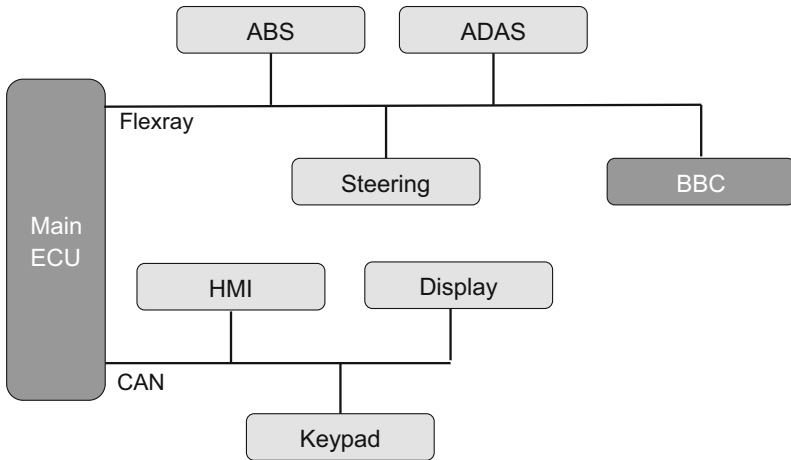 ABS
ADAS
Flexray
Steering
BBC
Main
ECU
HMI
Display
CAN
Keypad